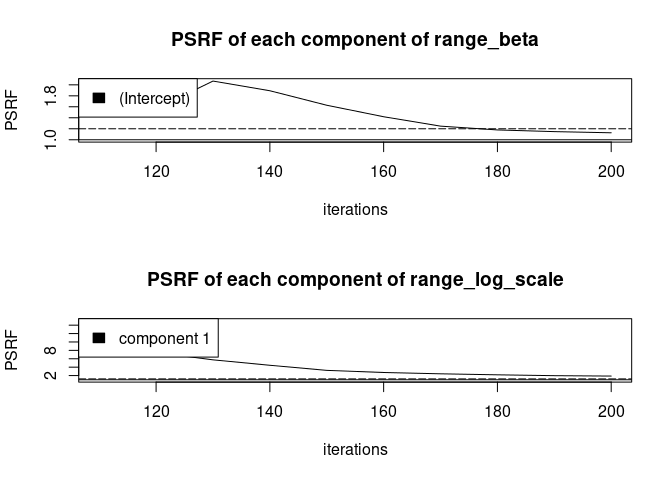 PSRF of each component of range_beta
PSRF
1.8
1.0
(Intercept)
120 140 160 180 200
iterations
PSRF of each component of range_log_scale
PSRF
8
2
component 1
120 140 160 180 200
iterations